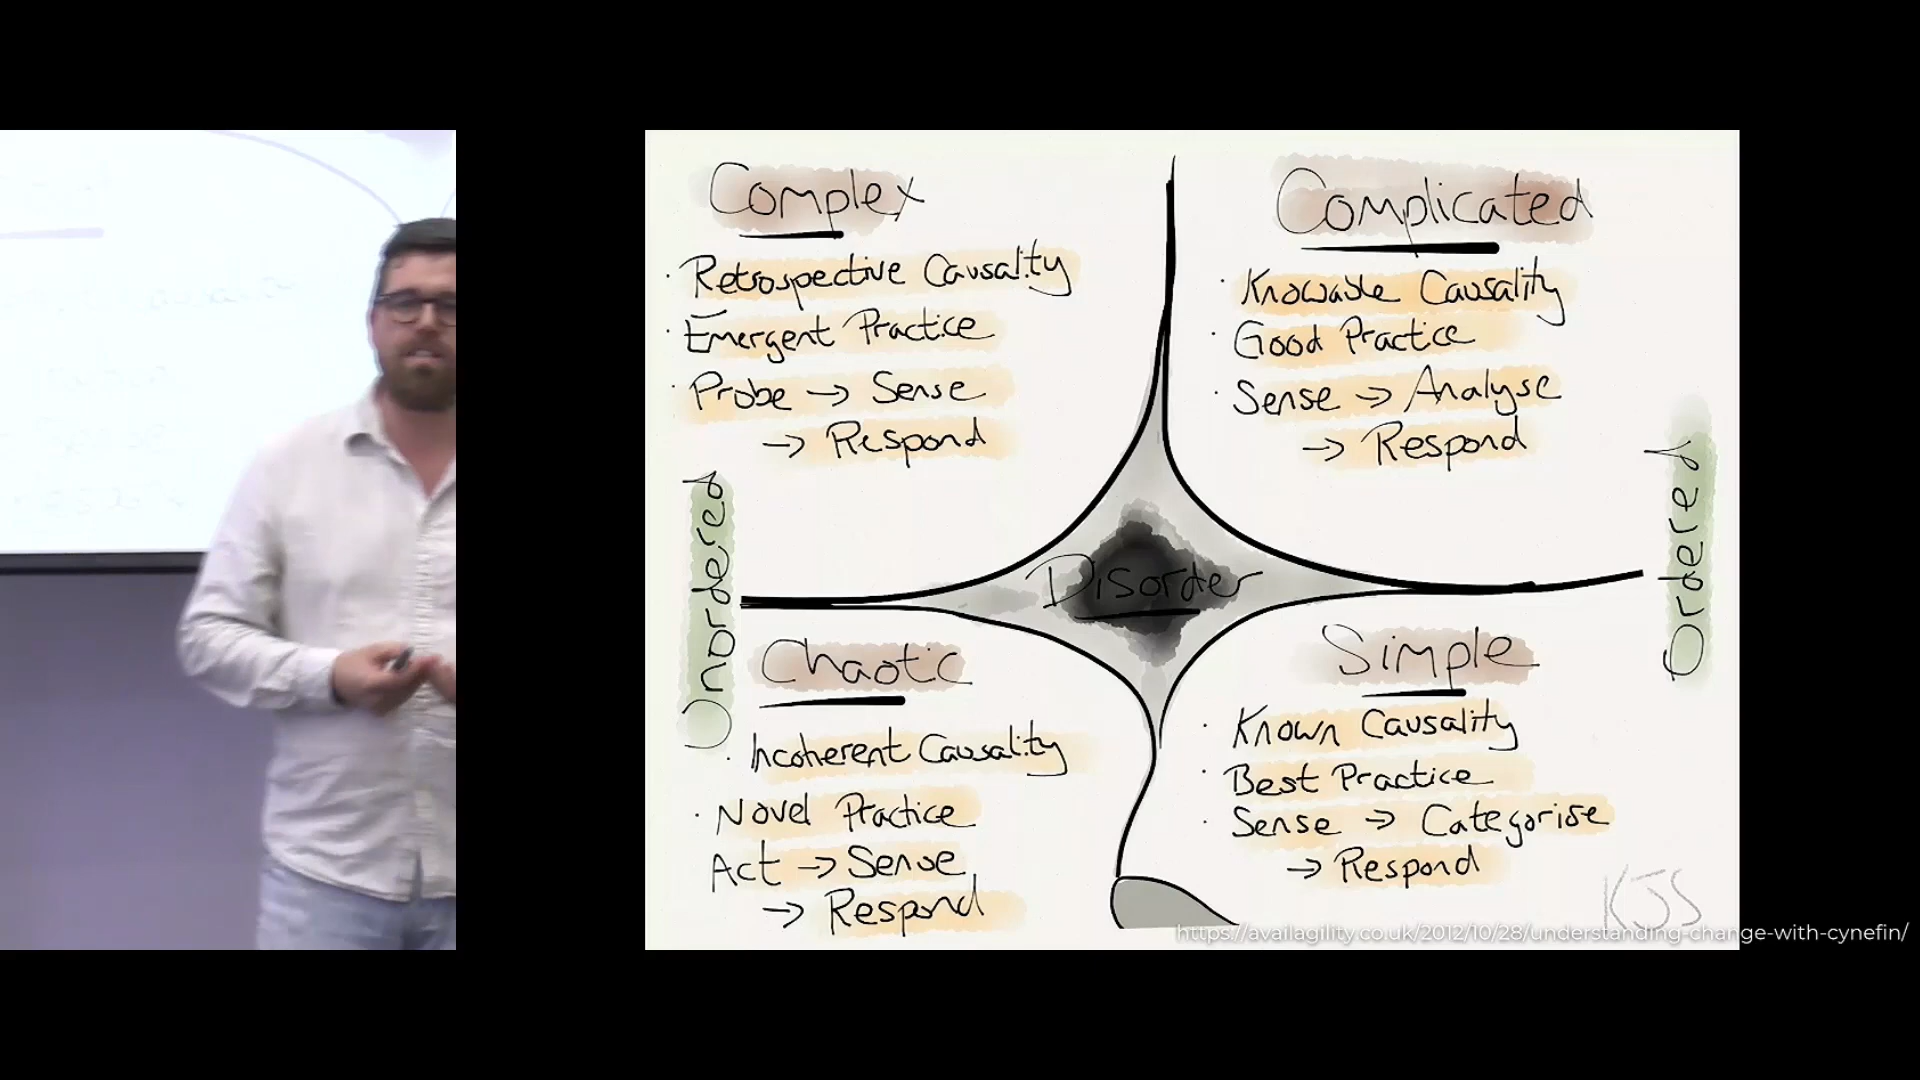 Complex
· Retrospective Causality
· Emergent Practice
· Probe → Sense
→ Respond
Complicated
· Knowable Causality
· Good Practice
· Sense → Analyse
→ Respond
Unordered
Ordered
Disorder
Chaotic
· Incoherent Causality
· Novel Practice
Act → Sense
→ Respond
Simple
· Known Causality
· Best Practice
· Sense → Categorise
→ Respond
KJS
https://availagility.co.uk/2012/10/28/understanding-change-with-cynefin/